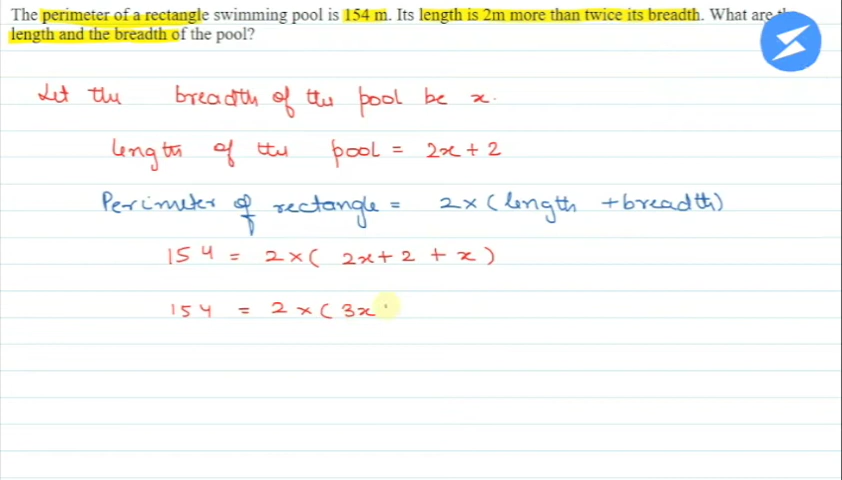 The perimeter of a rectangle swimming pool is 154 m. Its length is 2m more than twice its breadth. What are
length and the breadth of the pool?
Let the breadth of the pool be x.
length of the pool = 2x + 2
Perimeter of rectangle = 2 × (length + breadth)
154 = 2 × ( 2x + 2 + x )
154 = 2 × ( 3x